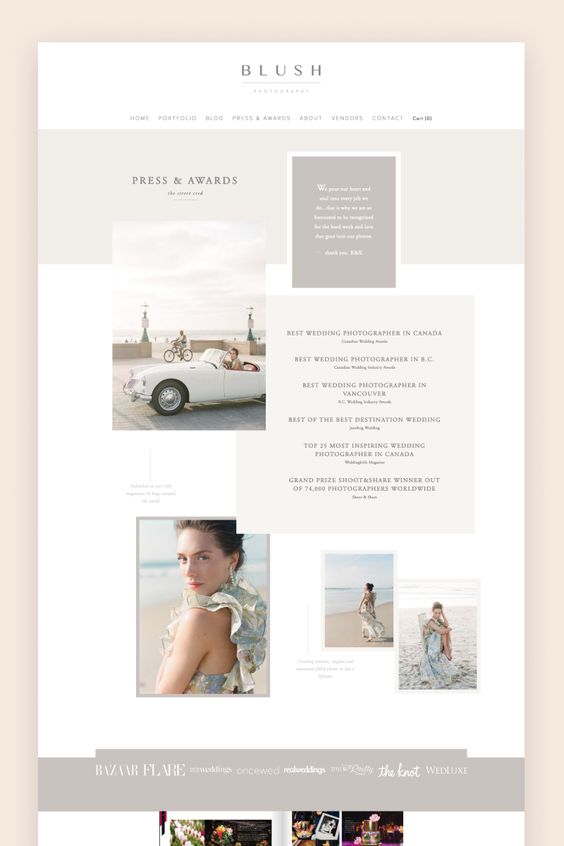 BLUSH
PHOTOGRAPHY
HOME PORTFOLIO BLOG PRESS & AWARDS ABOUT VENDORS CONTACT Cart (0)
PRESS & AWARDS
the street cred
We pour our heart and
soul into every job we
do...that is why we are so
honoured to be recognized
for the hard work and love
that goes into our photos.
thank you,
BEST WEDDING PHOTOGRAPHER IN CANADA
Canadian Wedding Awards
BEST WEDDING PHOTOGRAPHER IN B.C.
Canadian Wedding Industry Awards
BEST WEDDING PHOTOGRAPHER IN
VANCOUVER
B.C. Wedding Industry Awards
BEST OF THE BEST DESTINATION WEDDING
Junebug Wedding
TOP 25 MOST INSPIRING WEDDING
PHOTOGRAPHER IN CANADA
Weddingbells Magazine
GRAND PRIZE SHOOT&SHARE WINNER OUT
OF 74,000 PHOTOGRAPHERS WORLDWIDE
Shoot & Share
Published in over 150
magazines & blogs around
the world.
Creating timeless, elegant and
emotional filled photos to last a
lifetime
BAZAAR FLARE weddings oncewed realweddings Pretty the knot WEDLUXE